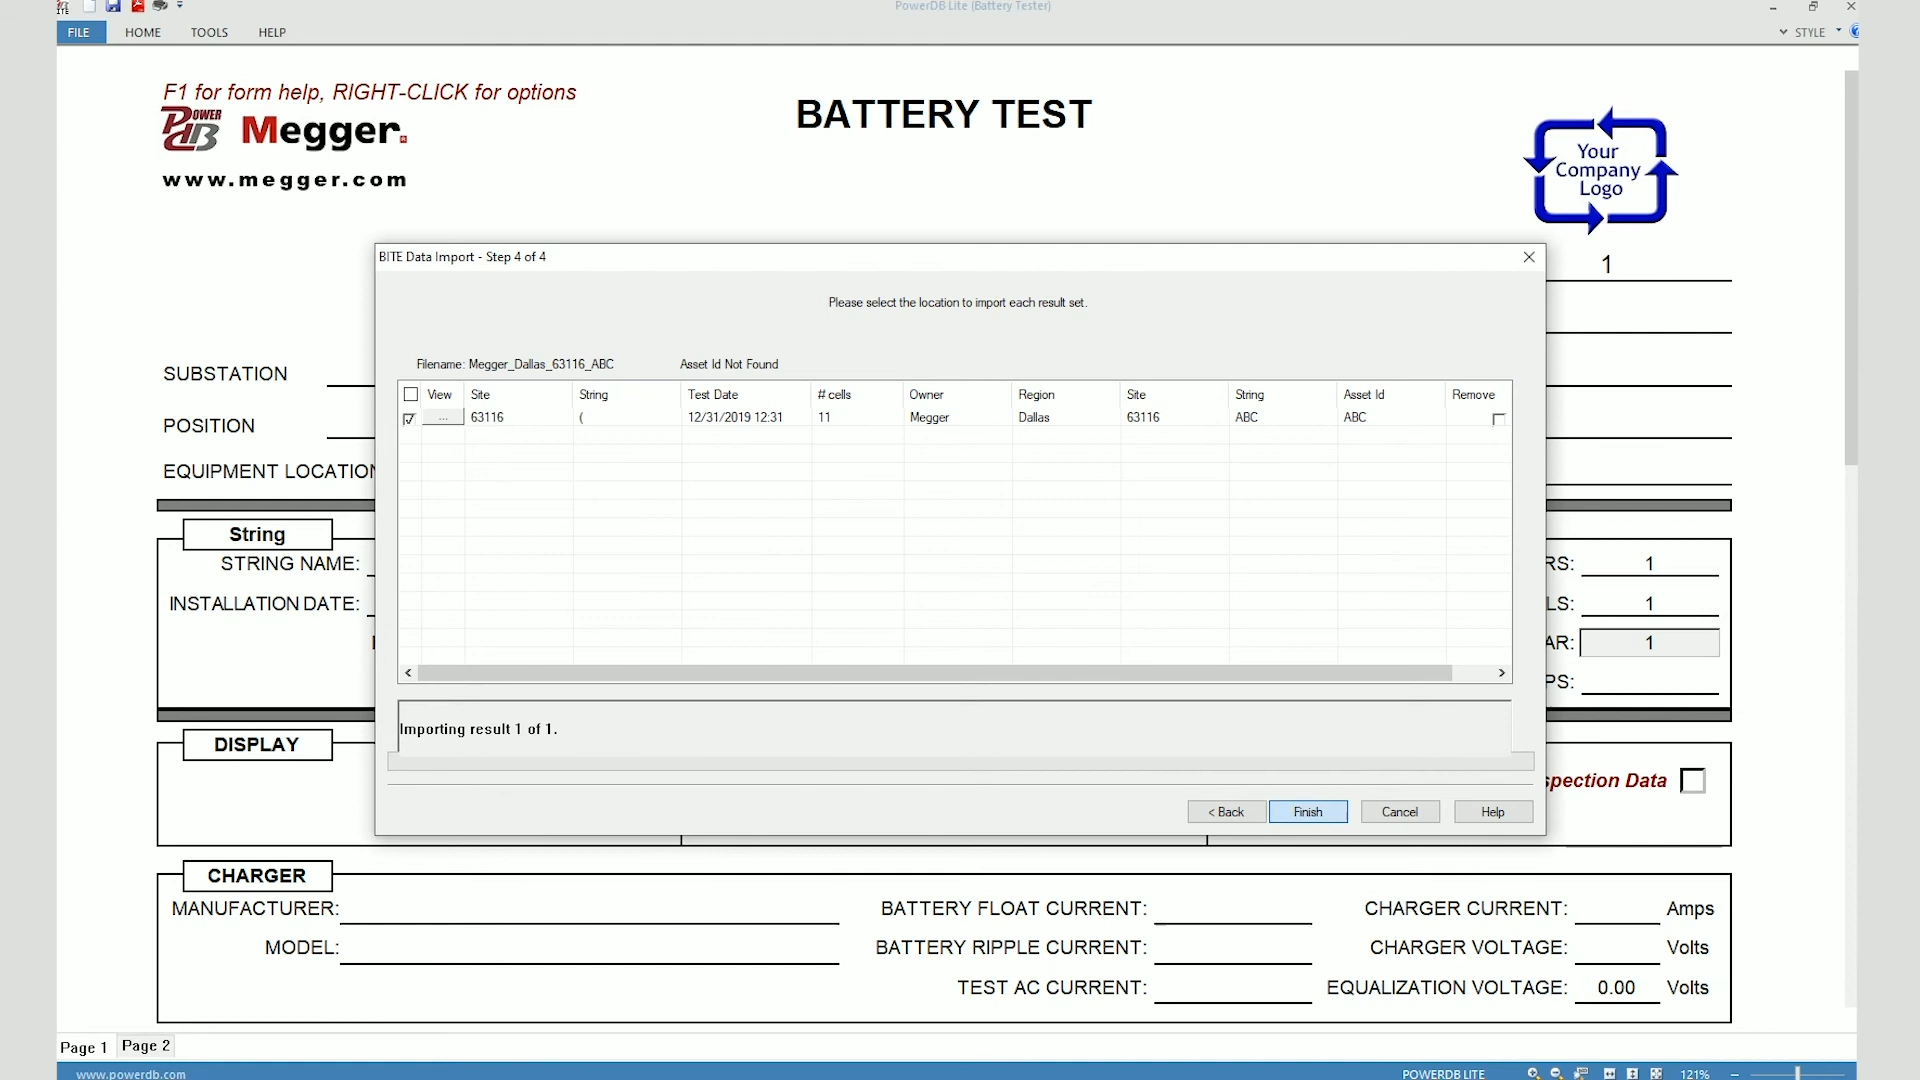 PowerDB Lite (Battery Tester)
FILE HOME TOOLS HELP STYLE
F1 for form help, RIGHT-CLICK for options
POWER DB Megger.
www.megger.com
BATTERY TEST
Your
Company
Logo
1
SUBSTATION
POSITION
EQUIPMENT LOCATION
BITE Data Import - Step 4 of 4
Please select the location to import each result set.
Filename: Megger_Dallas_63116_ABC Asset Id Not Found
View Site String Test Date # cells Owner Region Site String Asset Id Remove
... 63116 ( 12/31/2019 12:31 11 Megger Dallas 63116 ABC ABC
Importing result 1 of 1.
< Back Finish Cancel Help
String
STRING NAME: RS: 1
INSTALLATION DATE: LS: 1
AR: 1
PS:
DISPLAY
spection Data
CHARGER
MANUFACTURER: BATTERY FLOAT CURRENT: CHARGER CURRENT: Amps
MODEL: BATTERY RIPPLE CURRENT: CHARGER VOLTAGE: Volts
TEST AC CURRENT: EQUALIZATION VOLTAGE: 0.00 Volts
Page 1 Page 2
www.powerdb.com POWERDB LITE 121%